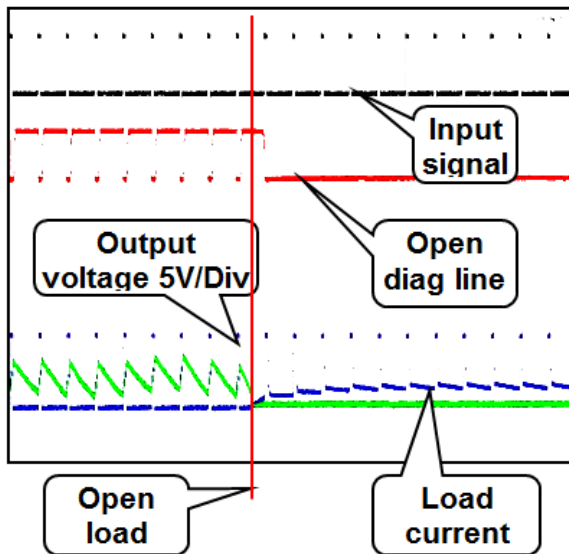 Input
signal
Output
voltage 5V/Div
Open
diag line
Open
load
Load
current